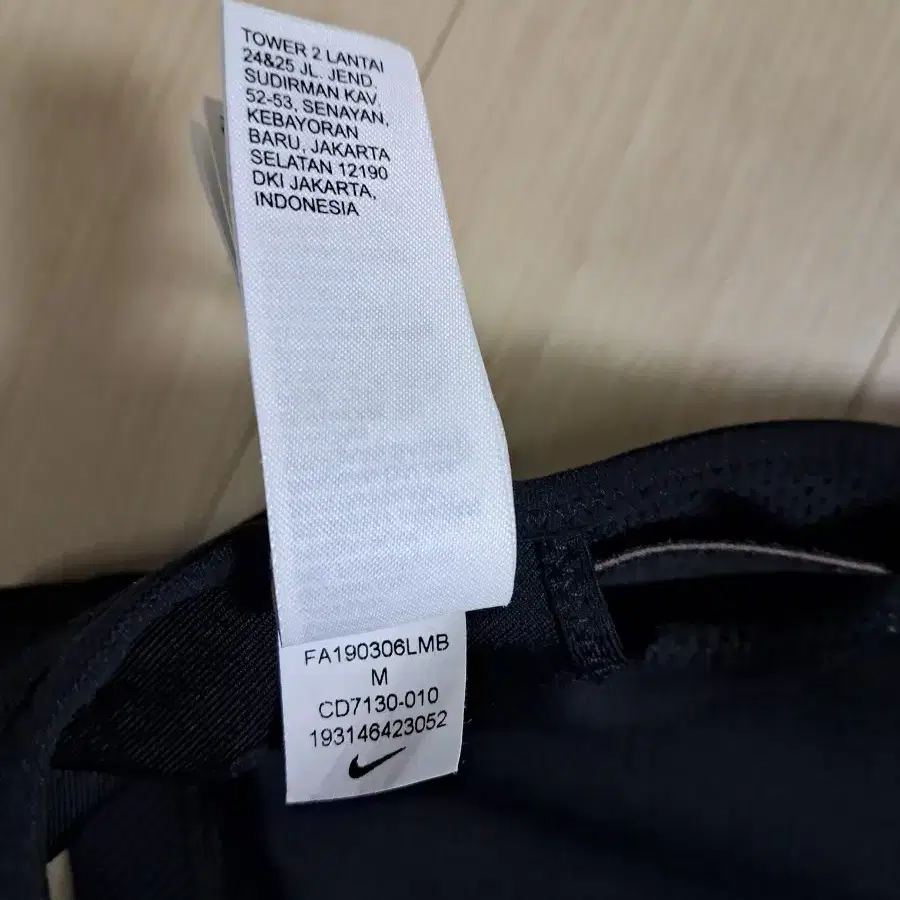 TOWER 2 LANTAI
24&25 JL. JEND.
SUDIRMAN KAV.
52-53, SENAYAN,
KEBAYORAN
BARU, JAKARTA
SELATAN 12190
DKI JAKARTA,
INDONESIA
FA190306LMB
M
CD7130-010
193146423052